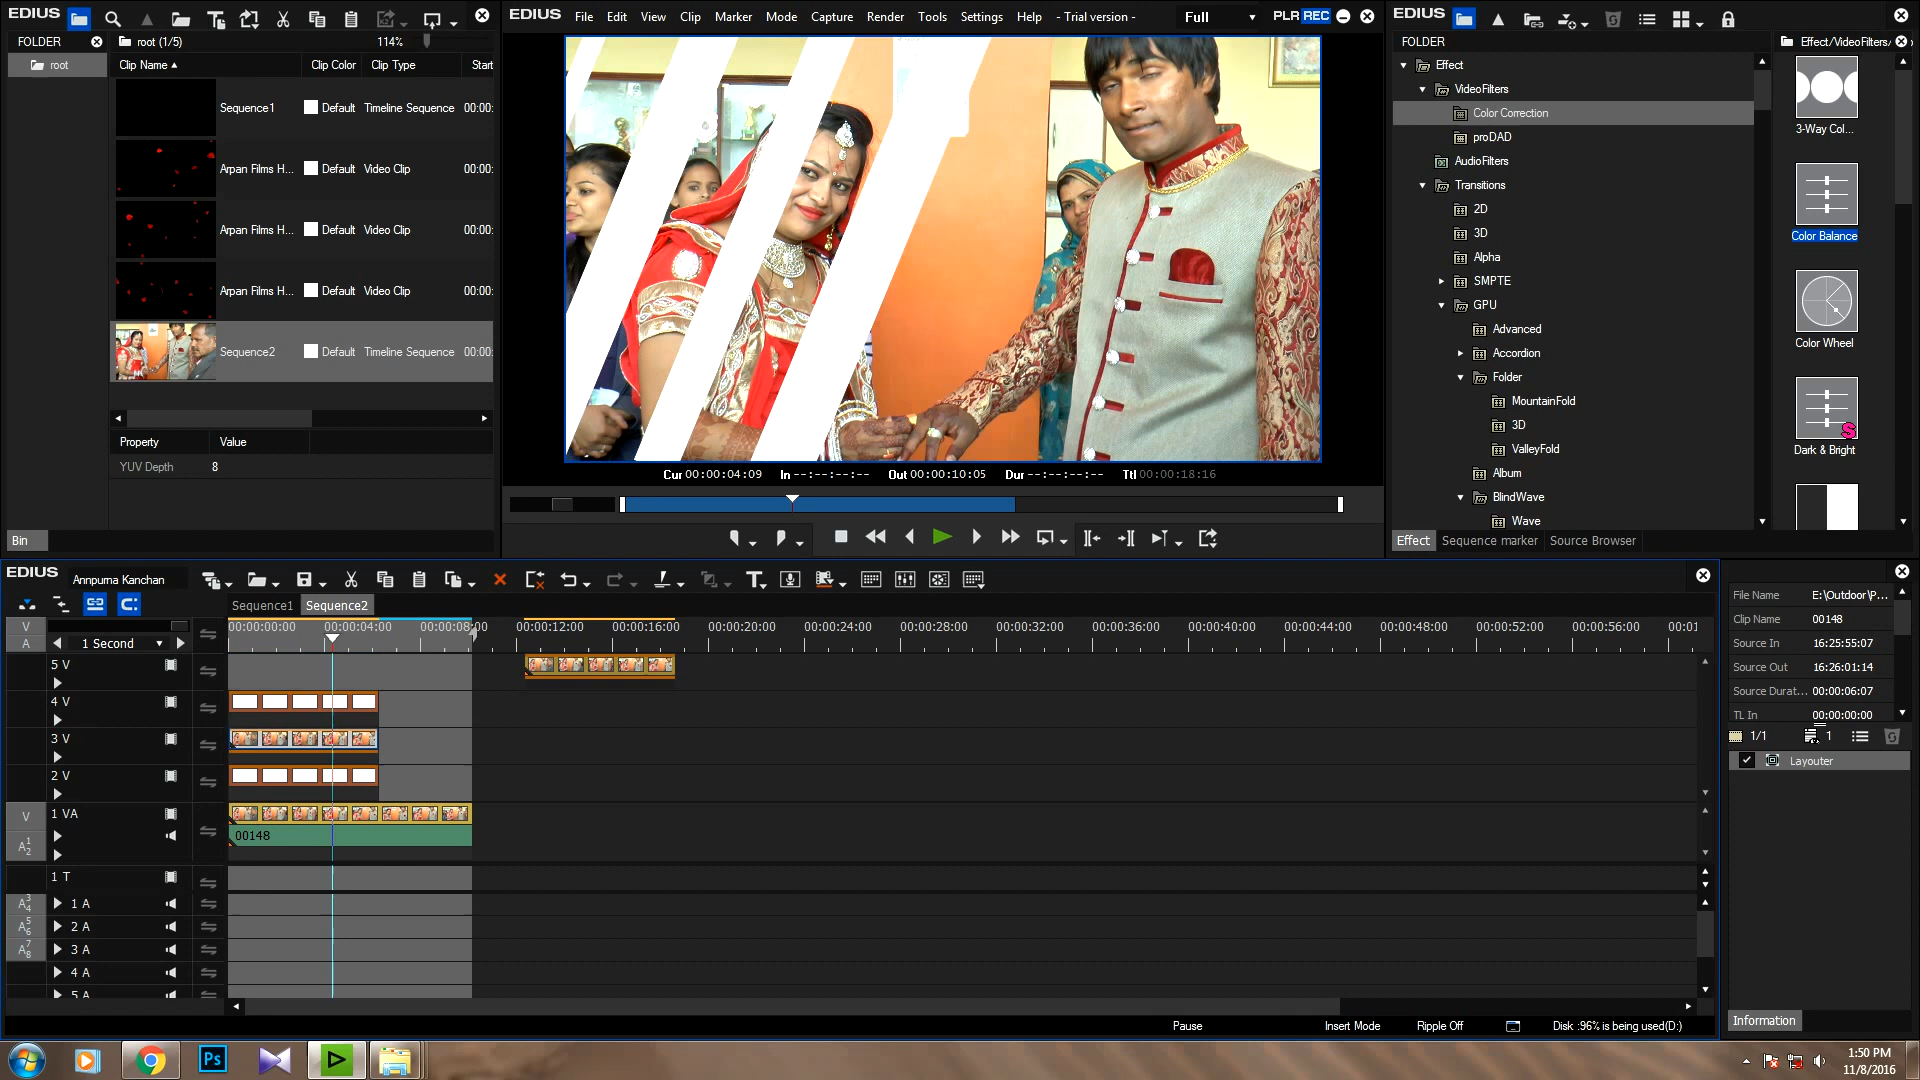 EDIUS
FOLDER
root (1/5)
114%
root
Clip Name
Clip Color
Clip Type
Start
Sequence1
Default
Timeline Sequence
00:00:
Arpan Films H...
Default
Video Clip
00:00:
Arpan Films H...
Default
Video Clip
00:00:
Arpan Films H...
Default
Video Clip
00:00:
Sequence2
Default
Timeline Sequence
00:00:
Property
Value
YUV Depth
8
Bin
EDIUS
File
Edit
View
Clip
Marker
Mode
Capture
Render
Tools
Settings
Help
- Trial version -
Full
PLR REC
Cur 00:00:04:09
In --:--:--:--
Out 00:00:10:05
Dur --:--:--:--
Ttl 00:00:18:16
EDIUS
FOLDER
Effect
VideoFilters
Color Correction
proDAD
AudioFilters
Transitions
2D
3D
Alpha
SMPTE
GPU
Advanced
Accordion
Folder
MountainFold
3D
ValleyFold
Album
BlindWave
Wave
Effect/VideoFilters/
3-Way Col...
Color Balance
Color Wheel
S
Dark & Bright
Effect
Sequence marker
Source Browser
EDIUS
Annpurna Kanchan
Sequence1
Sequence2
V
A
1 Second
00:00:00:00
00:00:04:00
00:00:08:00
00:00:12:00
00:00:16:00
00:00:20:00
00:00:24:00
00:00:28:00
00:00:32:00
00:00:36:00
00:00:40:00
00:00:44:00
00:00:48:00
00:00:52:00
00:00:56:00
00:01
5 V
4 V
3 V
2 V
V
1 VA
A12
00148
1 T
A34
1 A
A56
2 A
A78
3 A
4 A
5 A
Pause
Insert Mode
Ripple Off
Disk :96% is being used(D:)
File Name
E:\Outdoor\P...
Clip Name
00148
Source In
16:25:55:07
Source Out
16:26:01:14
Source Durat...
00:00:06:07
TL In
00:00:00:00
1/1
1
Layouter
Information
Ps
1:50 PM
11/8/2016